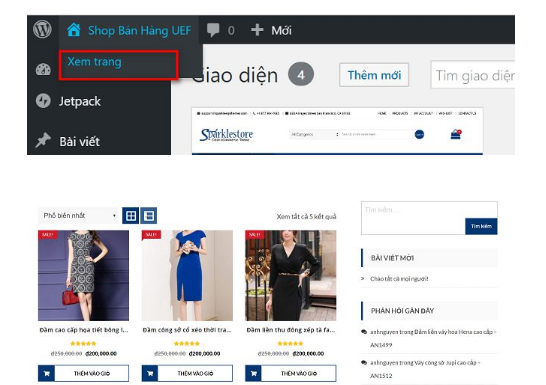 Shop Bán Hàng UEF 0 Mới
Xem trang
Giao diện 4 Thêm mới Tìm giao diện
Jetpack
Bài viết
Sparklestore
Phổ biến nhất
Xem tất cả 5 kết quả
Tìm kiếm...
Tìm kiếm
SALE! SALE! SALE!
BÀI VIẾT MỚI
Chào tất cả mọi người!
PHẢN HỒI GẦN ĐÂY
Đầm cao cấp họa tiết bông l... Đầm công sở cổ xéo thời tra... Đầm liền thu đông xếp tà fa...
₫250,000.00 ₫200,000.00 ₫250,000.00 ₫200,000.00 ₫250,000.00 ₫200,000.00
THÊM VÀO GIỎ THÊM VÀO GIỎ THÊM VÀO GIỎ
anhnguyen trong Đầm liền váy hoa Hena cao cấp –
AN3499
anhnguyen trong Váy công sở Jupi cao cấp –
AN1512